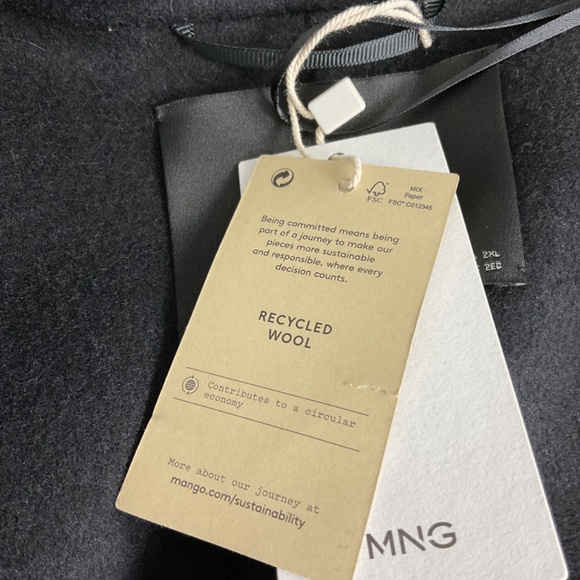 MIX
Paper
FSC
FSC® C012345
Being committed means being
part of a journey to make our
pieces more sustainable
and responsible, where every
decision counts.
RECYCLED
WOOL
Contributes to a circular
economy
More about our journey at
mango.com/sustainability
2XL
2EG
MNG